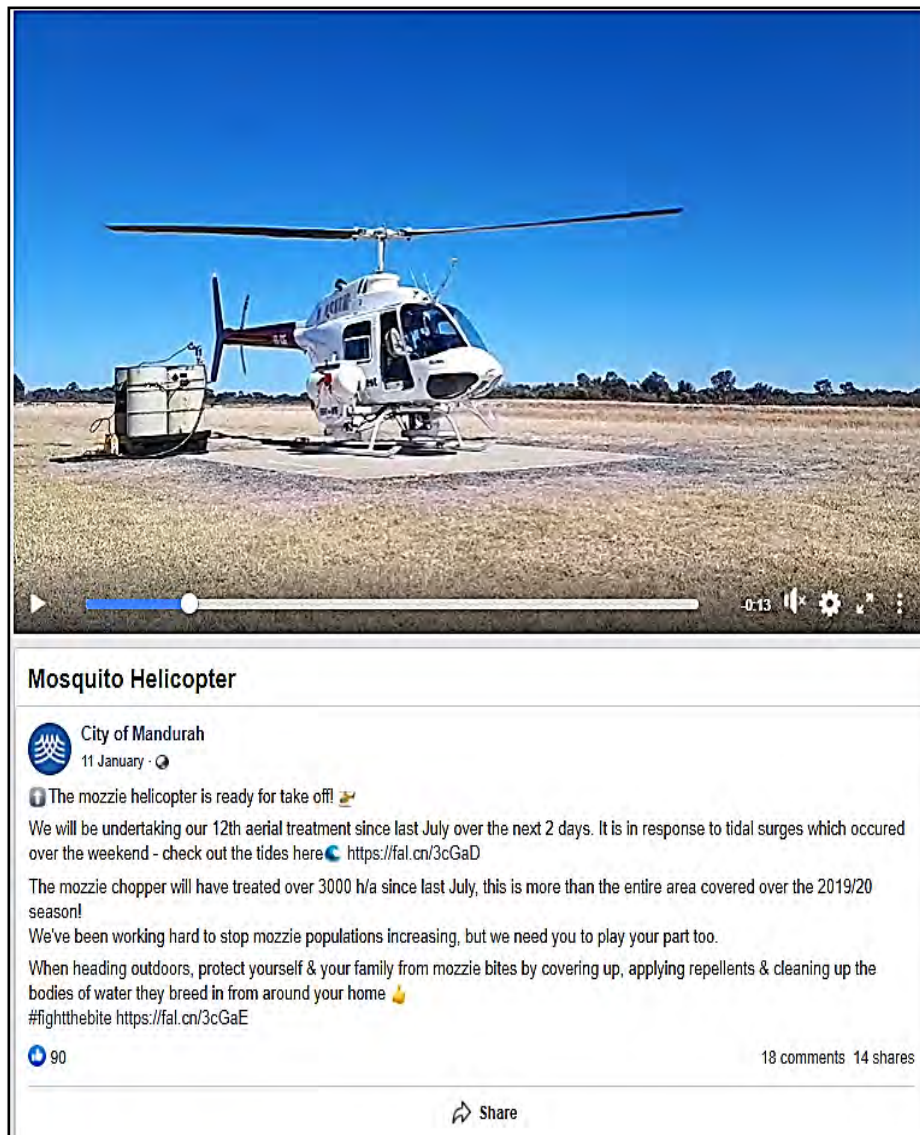 -0:13
Mosquito Helicopter
City of Mandurah
11 January ·
The mozzie helicopter is ready for take off!
We will be undertaking our 12th aerial treatment since last July over the next 2 days. It is in response to tidal surges which occured
over the weekend - check out the tides here https://fal.cn/3cGaD
The mozzie chopper will have treated over 3000 h/a since last July, this is more than the entire area covered over the 2019/20
season!
We've been working hard to stop mozzie populations increasing, but we need you to play your part too.
When heading outdoors, protect yourself & your family from mozzie bites by covering up, applying repellents & cleaning up the
bodies of water they breed in from around your home 👍
#fightthebite https://fal.cn/3cGaE
90
18 comments 14 shares
Share